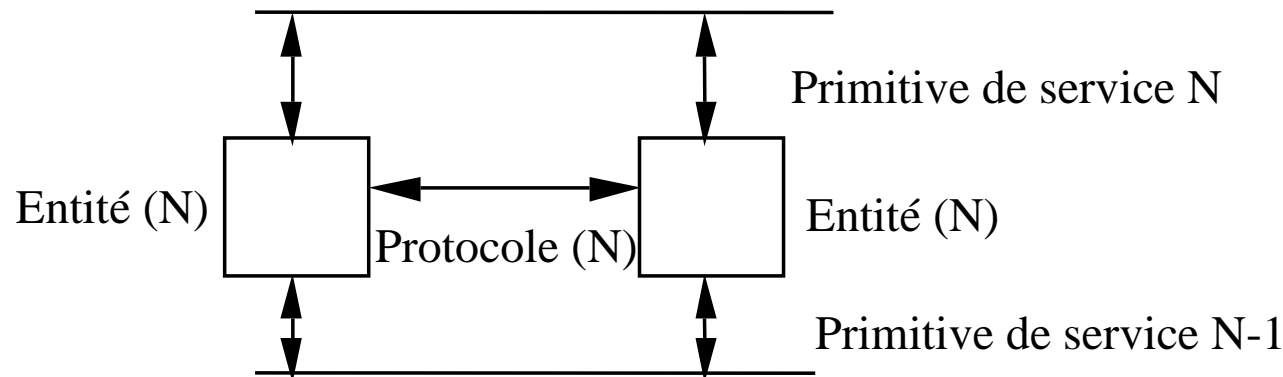 Primitive de service N
Entité (N)
Entité (N)
Protocole (N)
Primitive de service N-1